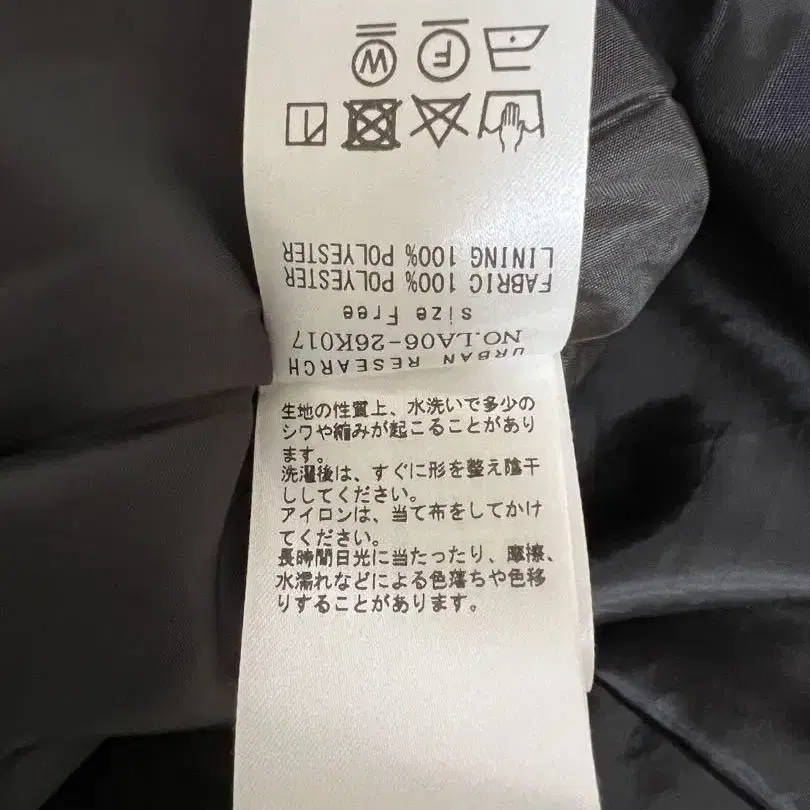 URBAN RESEARCH
NO.LA06-26K017
size Free
FABRIC 100% POLYESTER
LINING 100% POLYESTER
F W
生地の性質上、水洗いで多少の
シワや縮みが起こることがあり
ます。
洗濯後は、すぐに形を整え陰干
ししてください。
アイロンは、当て布をしてかけ
てください。
長時間日光に当たったり、摩擦、
水濡れなどによる色落ちや色移
りすることがあります。